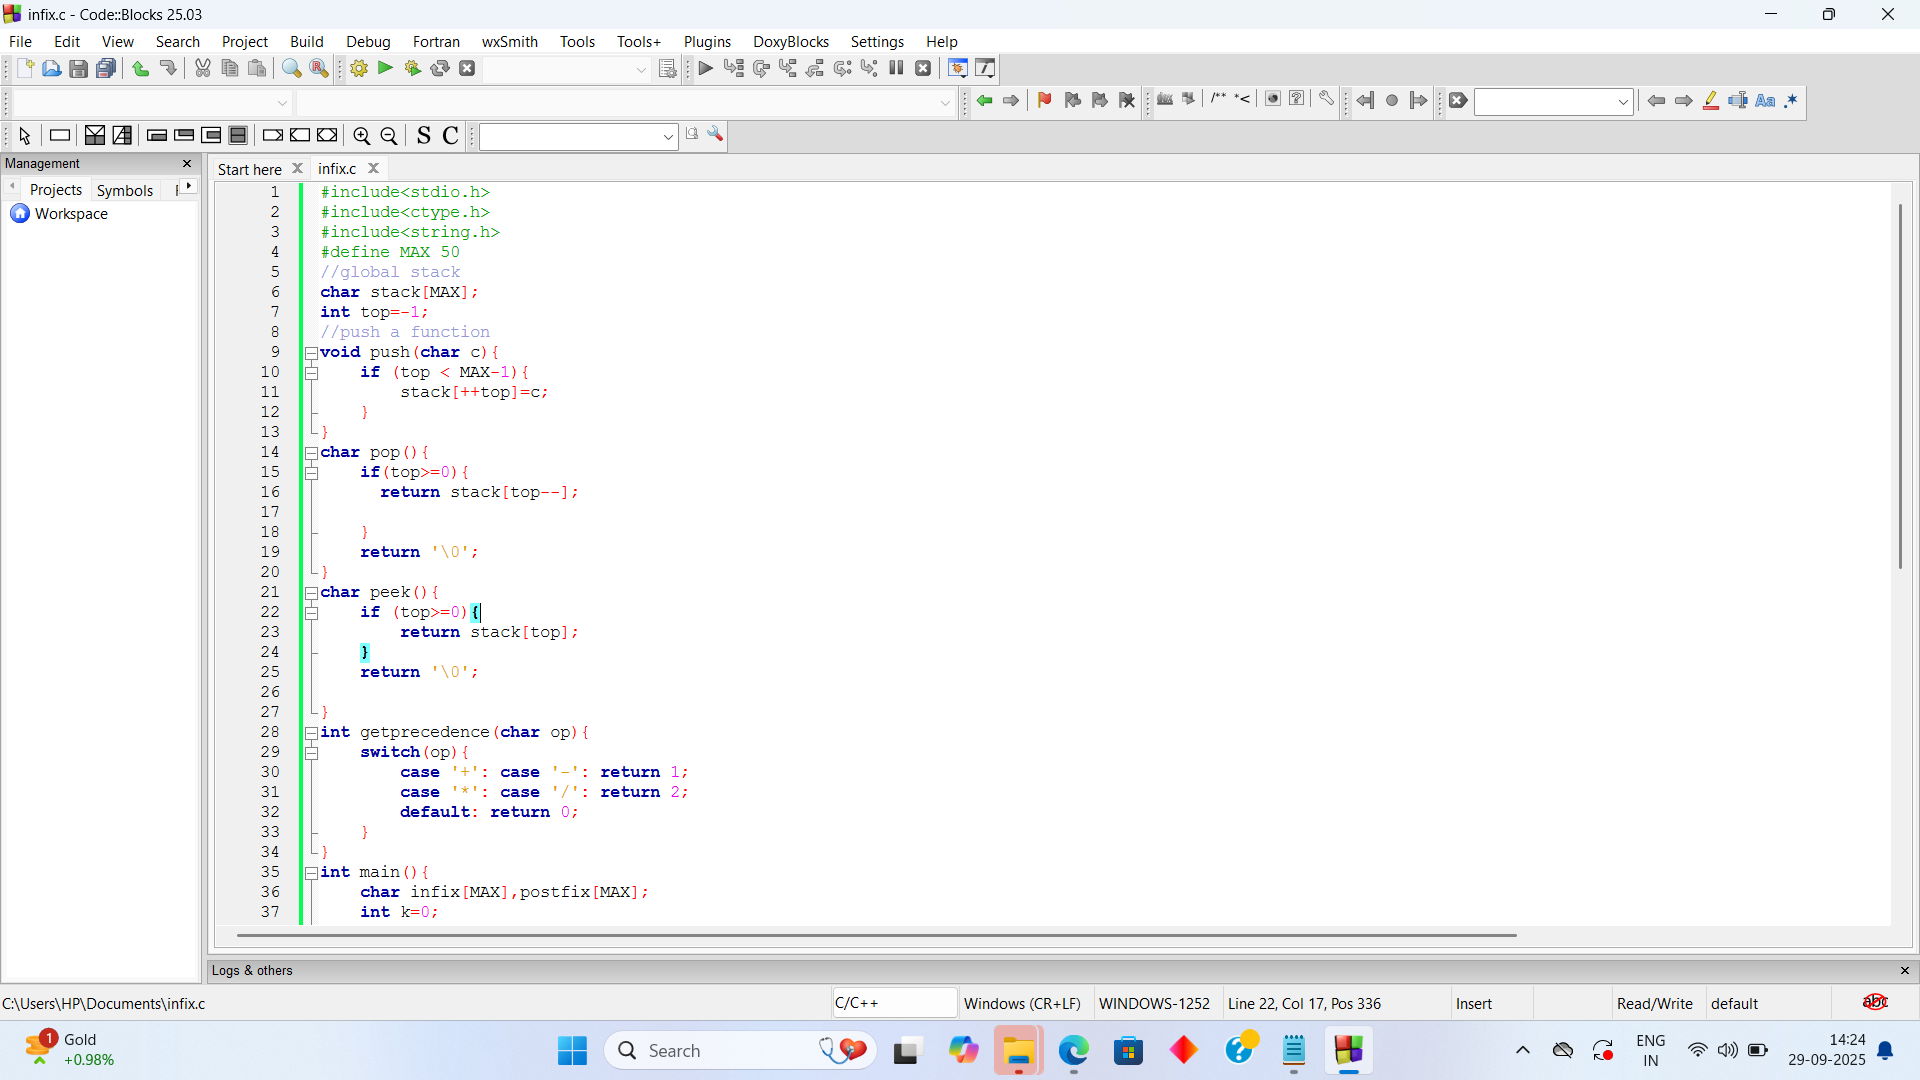 infix.c - Code::Blocks 25.03
File Edit View Search Project Build Debug Fortran wxSmith Tools Tools+ Plugins DoxyBlocks Settings Help
/** *<
Aa .*
S C
Management
Projects Symbols
Workspace
Start here infix.c
1 #include<stdio.h>
2 #include<ctype.h>
3 #include<string.h>
4 #define MAX 50
5 //global stack
6 char stack[MAX];
7 int top=-1;
8 //push a function
9 void push(char c){
10     if (top < MAX-1){
11         stack[++top]=c;
12     }
13 }
14 char pop(){
15     if(top>=0){
16       return stack[top--];
17
18     }
19     return '\0';
20 }
21 char peek(){
22     if (top>=0){
23         return stack[top];
24     }
25     return '\0';
26
27 }
28 int getprecedence(char op){
29     switch(op){
30         case '+': case '-': return 1;
31         case '*': case '/': return 2;
32         default: return 0;
33     }
34 }
35 int main(){
36     char infix[MAX],postfix[MAX];
37     int k=0;
Logs & others
C:\Users\HP\Documents\infix.c C/C++ Windows (CR+LF) WINDOWS-1252 Line 22, Col 17, Pos 336 Insert Read/Write default abc
1 Gold
+0.98%
Search
ENG
IN
14:24
29-09-2025